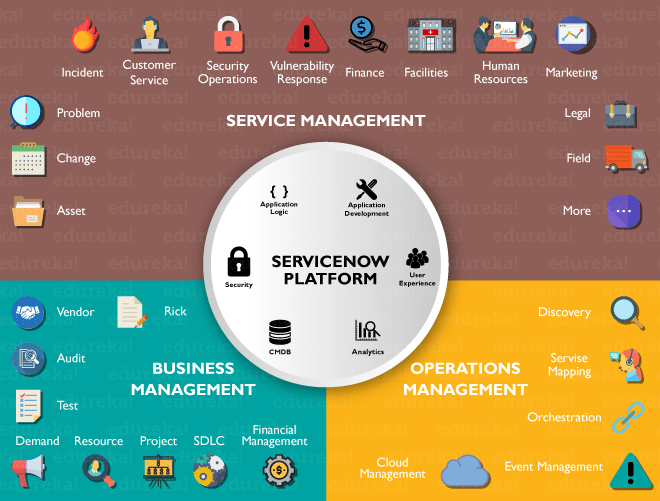 edureka!
Incident
Customer
Service
Security
Operations
Vulnerability
Response
Finance
Facilities
Human
Resources
Marketing
Problem
Legal
SERVICE MANAGEMENT
Change
Field
Asset
More
{ }
Application
Logic
Application
Development
SERVICENOW
PLATFORM
Security
User
Experience
CMDB
Analytics
Vendor
Rick
Audit
Test
BUSINESS
MANAGEMENT
Demand
Resource
Project
SDLC
Financial
Management
Discovery
Servise
Mapping
OPERATIONS
MANAGEMENT
Orchestration
Cloud
Management
Event Management